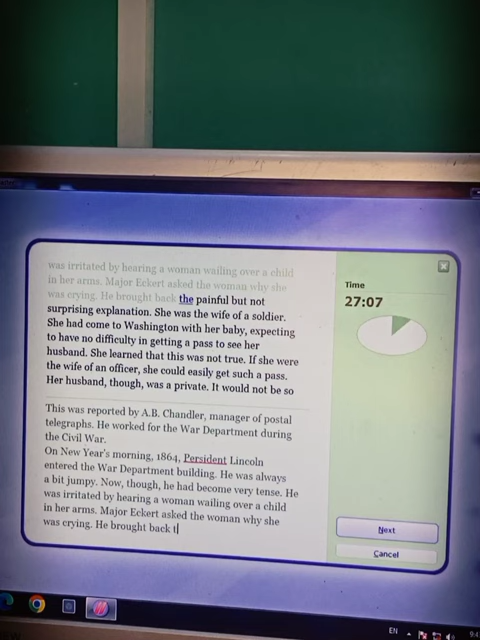 was irritated by hearing a woman wailing over a child
in her arms. Major Eckert asked the woman why she
was crying. He brought back the painful but not
surprising explanation. She was the wife of a soldier.
She had come to Washington with her baby, expecting
to have no difficulty in getting a pass to see her
husband. She learned that this was not true. If she were
the wife of an officer, she could easily get such a pass.
Her husband, though, was a private. It would not be so
This was reported by A.B. Chandler, manager of postal
telegraphs. He worked for the War Department during
the Civil War.
On New Year's morning, 1864, Persident Lincoln
entered the War Department building. He was always
a bit jumpy. Now, though, he had become very tense. He
was irritated by hearing a woman wailing over a child
in her arms. Major Eckert asked the woman why she
was crying. He brought back t
Time
27:07
Next
Cancel
EN